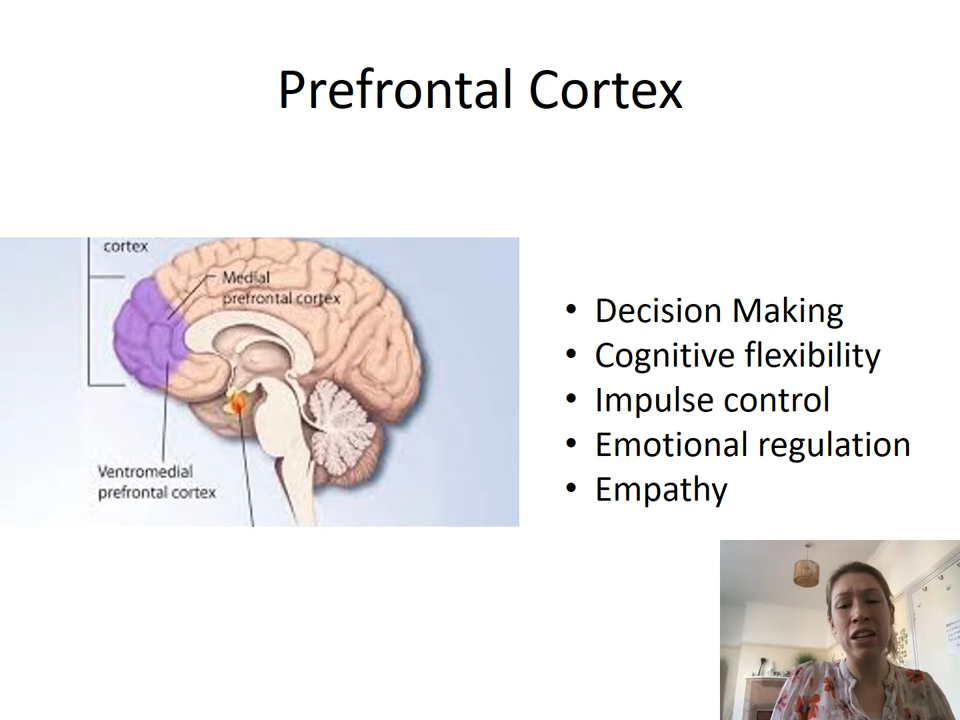 Prefrontal Cortex
cortex
Medial
prefrontal cortex
Ventromedial
prefrontal cortex
• Decision Making
• Cognitive flexibility
• Impulse control
• Emotional regulation
• Empathy